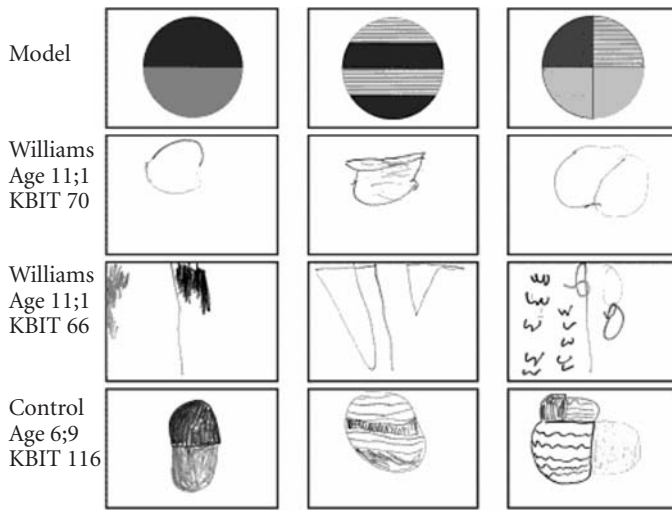 Model
Williams
Age 11;1
KBIT 70
Williams
Age 11;1
KBIT 66
Control
Age 6;9
KBIT 116